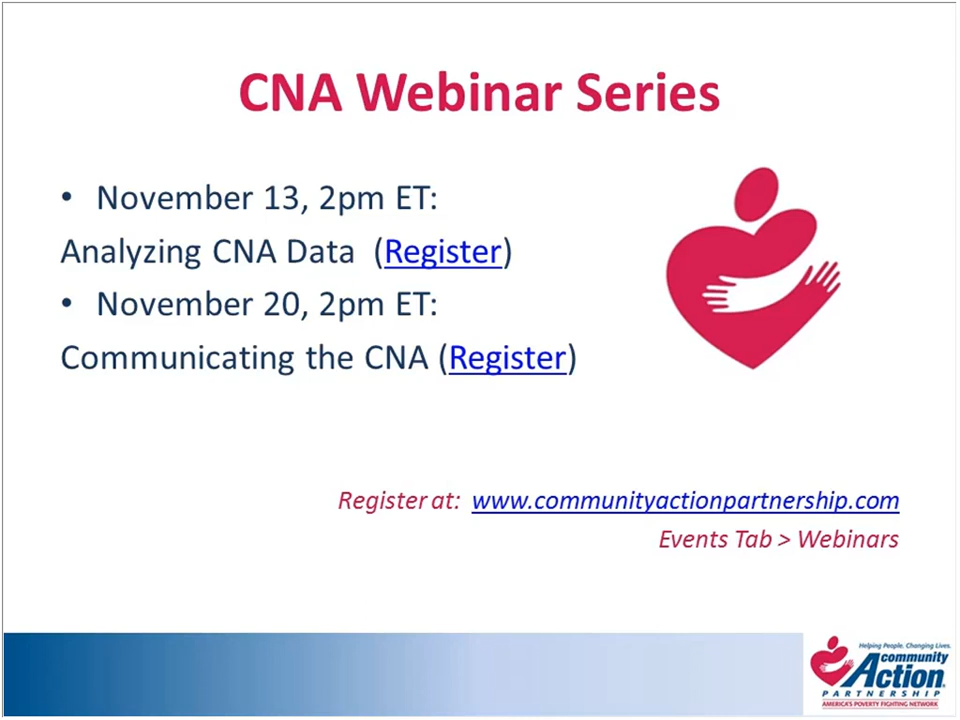 CNA Webinar Series
• November 13, 2pm ET:
Analyzing CNA Data (Register)
• November 20, 2pm ET:
Communicating the CNA (Register)
Register at: www.communityactionpartnership.com
Events Tab > Webinars
Helping People. Changing Lives.
community
Action®
PARTNERSHIP
AMERICA'S POVERTY FIGHTING NETWORK